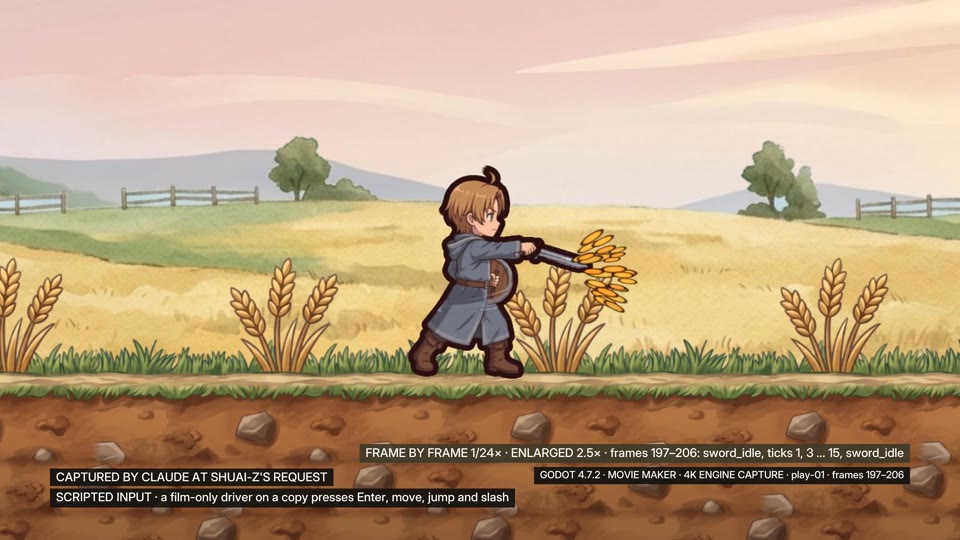 FRAME BY FRAME 1/24× · ENLARGED 2.5× · frames 197–206: sword_idle, ticks 1, 3 ... 15, sword_idle
GODOT 4.7.2 · MOVIE MAKER · 4K ENGINE CAPTURE · play-01 · frames 197–206
CAPTURED BY CLAUDE AT SHUAI-Z'S REQUEST
SCRIPTED INPUT · a film-only driver on a copy presses Enter, move, jump and slash